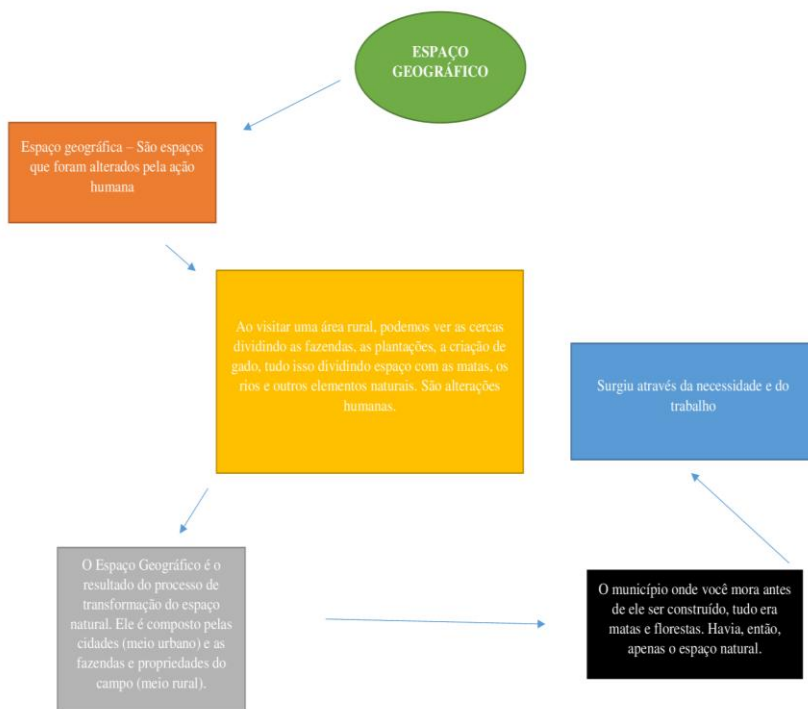 ESPAÇO
GEOGRÁFICO
Espaço geográfica – São espaços
que foram alterados pela ação
humana
Ao visitar uma área rural, podemos ver as cercas
dividindo as fazendas, as plantações, a criação de
gado, tudo isso dividindo espaço com as matas, os
rios e outros elementos naturais. São alterações
humanas.
O Espaço Geográfico é o
resultado do processo de
transformação do espaço
natural. Ele é composto pelas
cidades (meio urbano) e as
fazendas e propriedades do
campo (meio rural).
O município onde você mora antes
de ele ser construído, tudo era
matas e florestas. Havia, então,
apenas o espaço natural.
Surgiu através da necessidade e do
trabalho